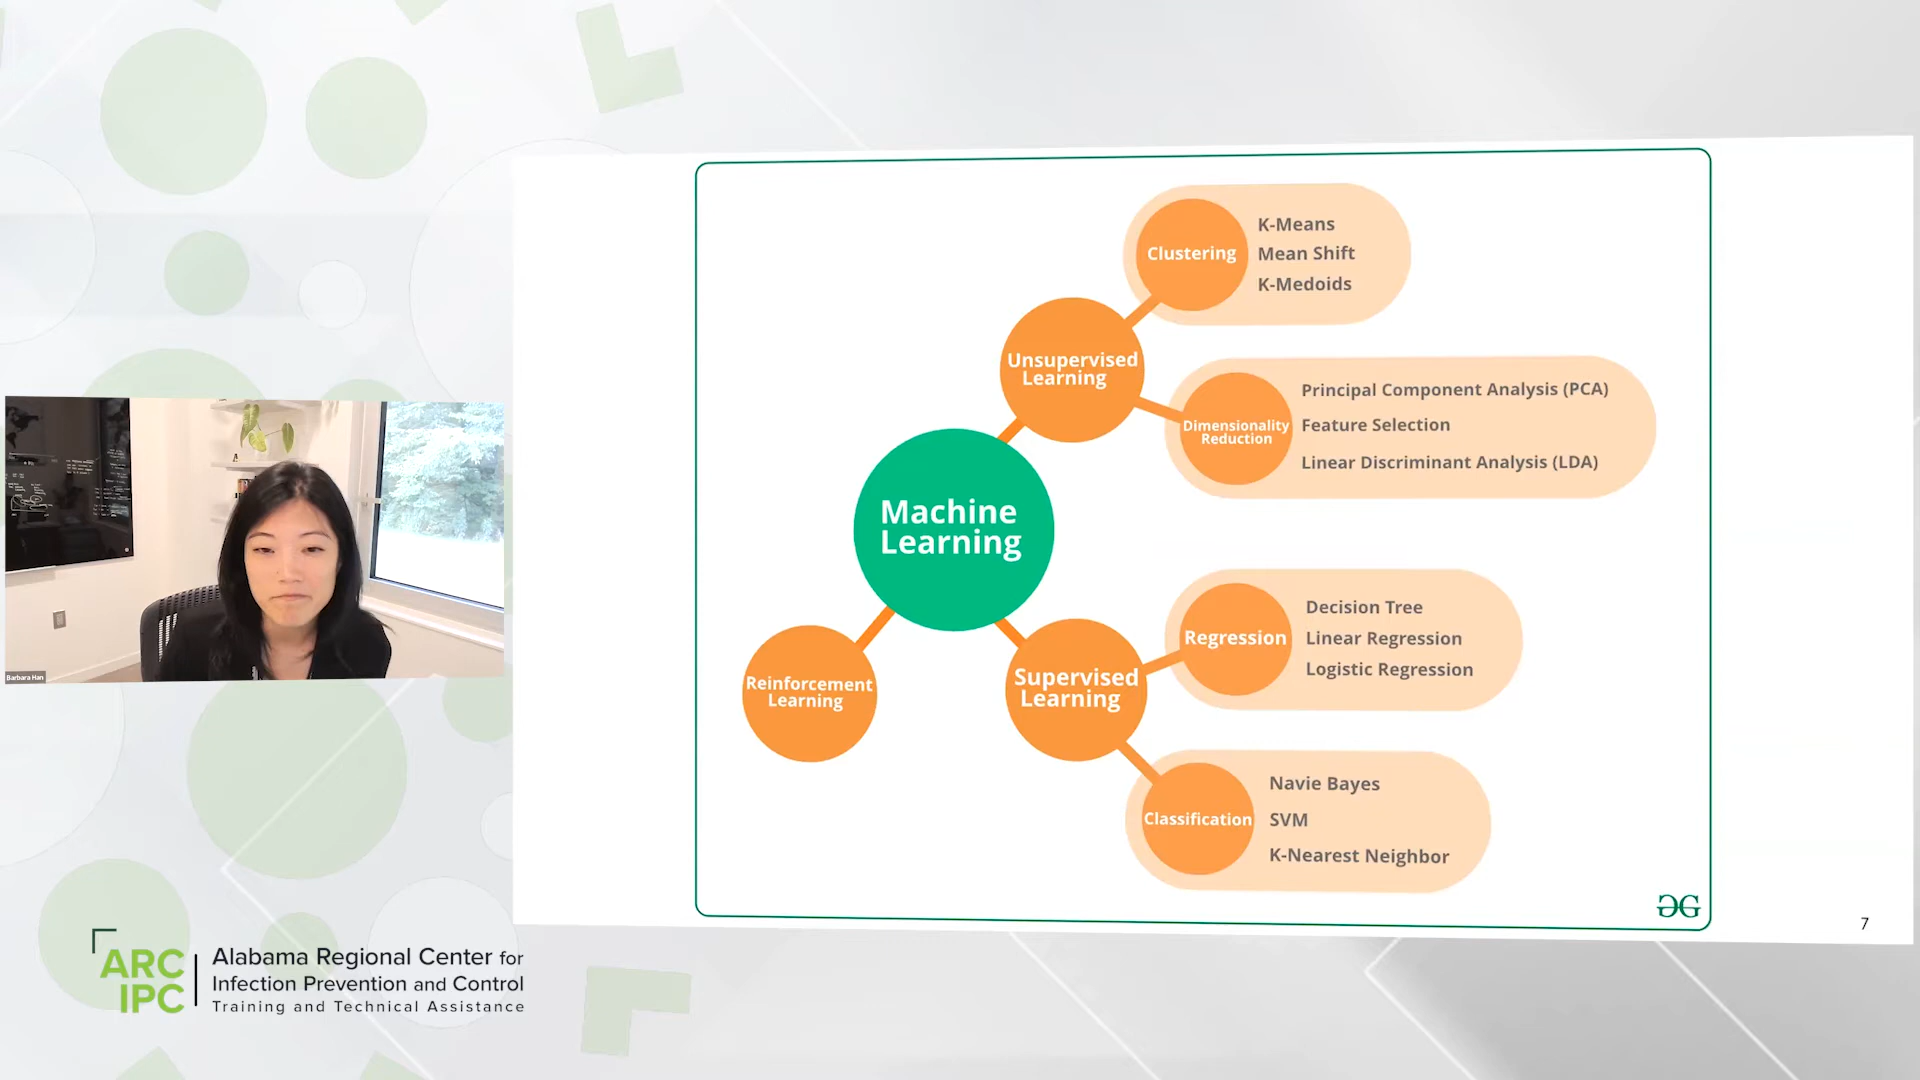 Clustering
K-Means
Mean Shift
K-Medoids
Unsupervised
Learning
Dimensionality
Reduction
Principal Component Analysis (PCA)
Feature Selection
Linear Discriminant Analysis (LDA)
Machine
Learning
Reinforcement
Learning
Supervised
Learning
Regression
Decision Tree
Linear Regression
Logistic Regression
Classification
Navie Bayes
SVM
K-Nearest Neighbor
7
Barbara Han
ARC
IPC
Alabama Regional Center for
Infection Prevention and Control
Training and Technical Assistance